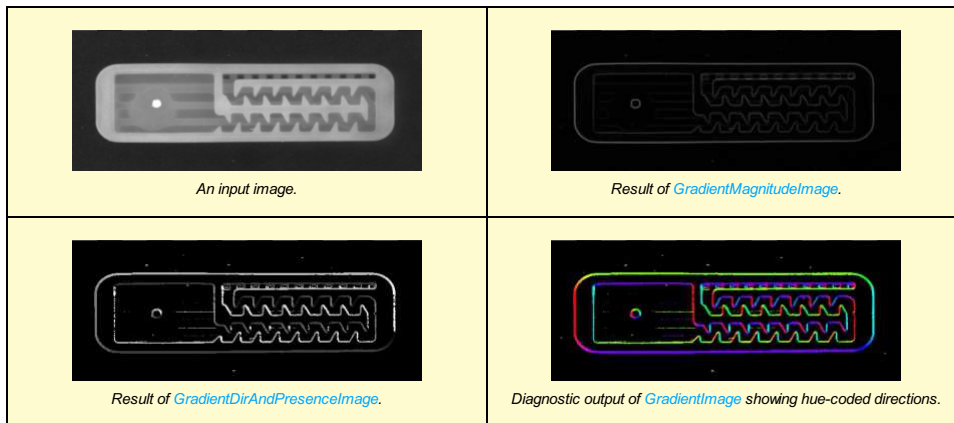 An input image.
Result of GradientMagnitudeImage.
Result of GradientDirAndPresenceImage.
Diagnostic output of GradientImage showing hue-coded directions.